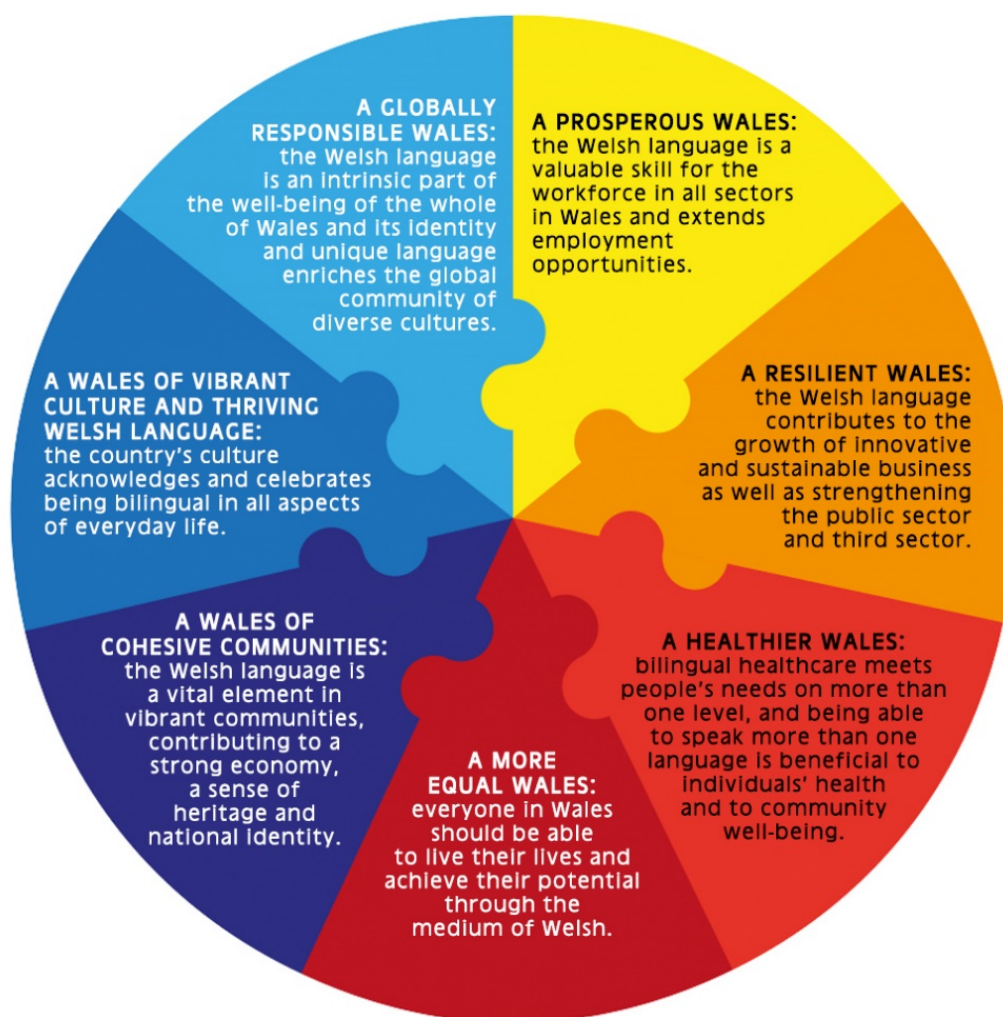 A GLOBALLY
RESPONSIBLE WALES:
the Welsh language
is an intrinsic part of
the well-being of the whole
of Wales and its identity
and unique language
enriches the global
community of
diverse cultures.
A PROSPEROUS WALES:
the Welsh language is a
valuable skill for the
workforce in all sectors
in Wales and extends
employment
opportunities.
A RESILIENT WALES:
the Welsh language
contributes to the
growth of innovative
and sustainable business
as well as strengthening
the public sector
and third sector.
A HEALTHIER WALES:
bilingual healthcare meets
people's needs on more than
one level, and being able
to speak more than one
language is beneficial to
individuals' health
and to community
well-being.
A MORE
EQUAL WALES:
everyone in Wales
should be able
to live their lives and
achieve their potential
through the
medium of Welsh.
A WALES OF
COHESIVE COMMUNITIES:
the Welsh language is
a vital element in
vibrant communities,
contributing to a
strong economy,
a sense of
heritage and
national identity.
A WALES OF VIBRANT
CULTURE AND THRIVING
WELSH LANGUAGE:
the country's culture
acknowledges and celebrates
being bilingual in all aspects
of everyday life.